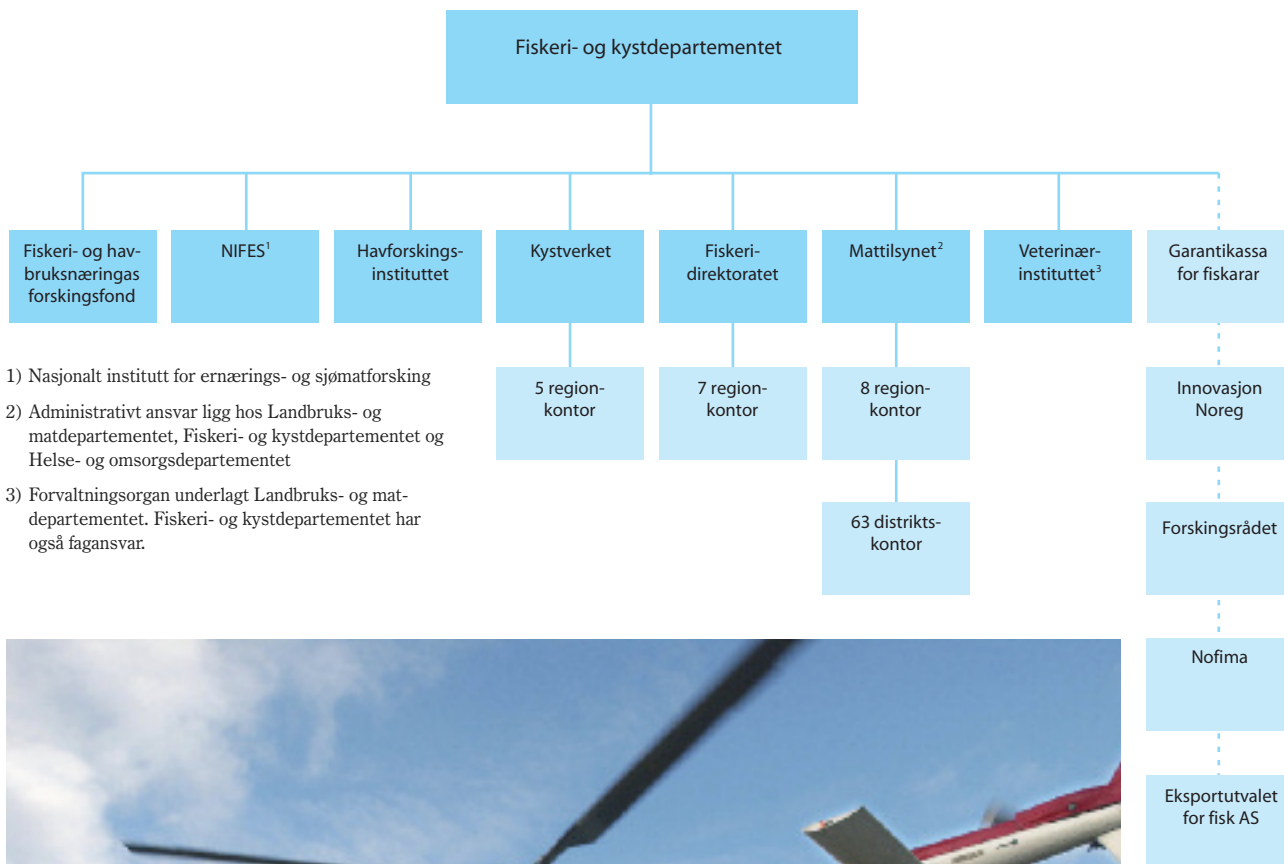 Fiskeri- og kystdepartementet
Fiskeri- og hav-
bruksnæringas
forskingsfond
NIFES¹
Havforskings-
instituttet
Kystverket
Fiskeri-
direktoratet
Mattilsynet²
Veterinær-
instituttet³
Garantikassa
for fiskarar
1) Nasjonalt institutt for ernærings- og sjømatforsking
2) Administrativt ansvar ligg hos Landbruks- og
matdepartementet, Fiskeri- og kystdepartementet og
Helse- og omsorgsdepartementet
3) Forvaltningsorgan underlagt Landbruks- og mat-
departementet. Fiskeri- og kystdepartementet har
også fagansvar.
5 region-
kontor
7 region-
kontor
8 region-
kontor
63 distrikts-
kontor
Innovasjon
Noreg
Forskingsrådet
Nofima
Eksportutvalet
for fisk AS